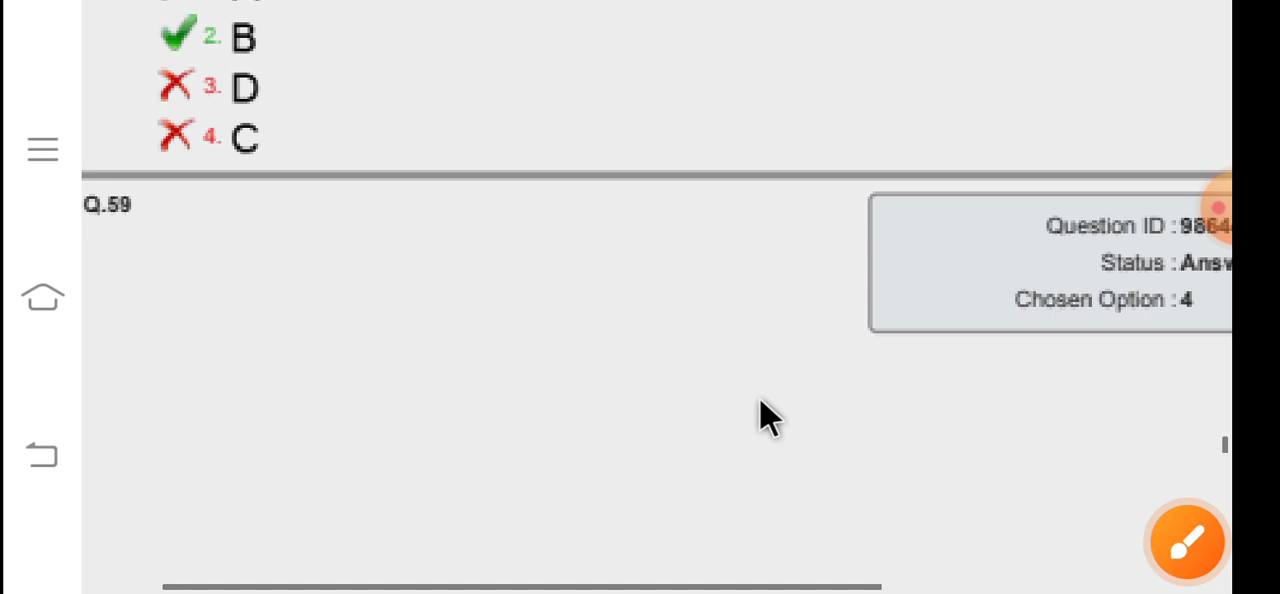 2. B
3. D
4. C
Q.59
Question ID :
Status :
Chosen Option : 4